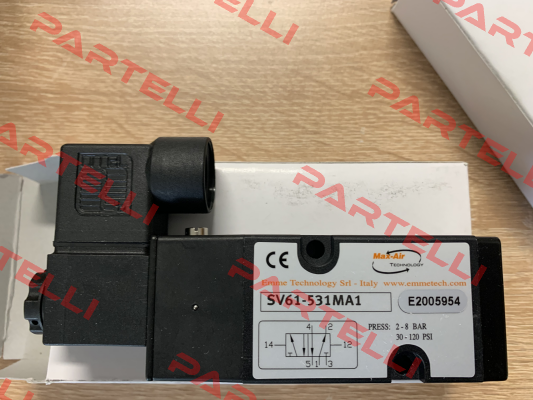 PARTELLI
PARTELLI
PARTELLI
PARTELLI
PARTELLI
PARTELLI
CE
Max-Air
TECHNOLOGY
Emme Technology Srl - Italy www.emmetech.com
SV61-531MA1
E2005954
4 2
14 12
5 1 3
PRESS: 2 - 8 BAR
30 - 120 PSI